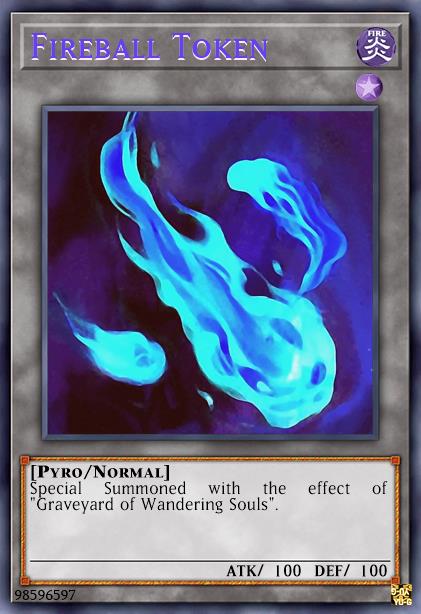 FIREBALL TOKEN
FIRE
炎
[PYRO/NORMAL]
Special Summoned with the effect of
"Graveyard of Wandering Souls".
ATK/ 100 DEF/ 100
98596597